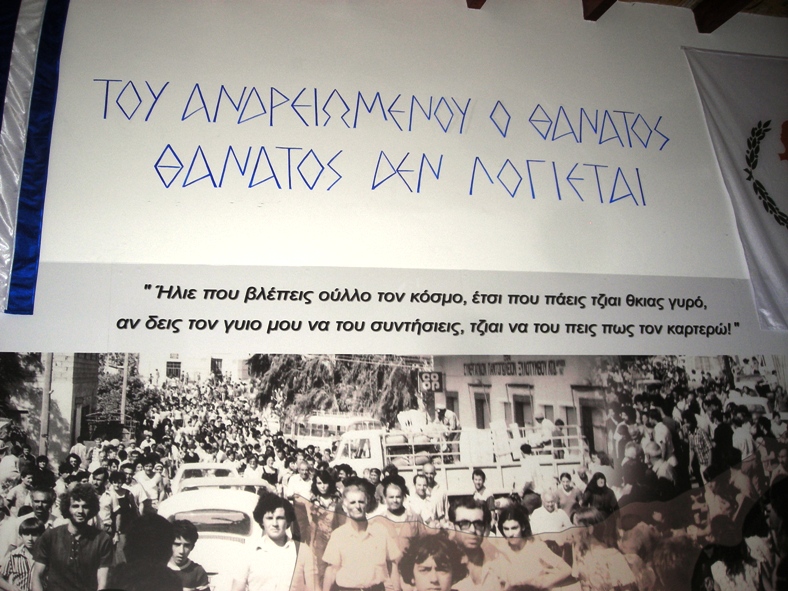 ΤΟΥ ΑΝΔΡΕΙΩΜΕΝΟΥ Ο ΘΑΝΑΤΟΣ
ΘΑΝΑΤΟΣ ΔΕΝ ΛΟΓΙΕΤΑΙ
" Ήλιε που βλέπεις ούλλο τον κόσμο, έτσι που πάεις τζιαι θκιας γυρό,
αν δεις τον γυιο μου να του συντήσιεις, τζιαι να του πεις πως τον καρτερώ! "